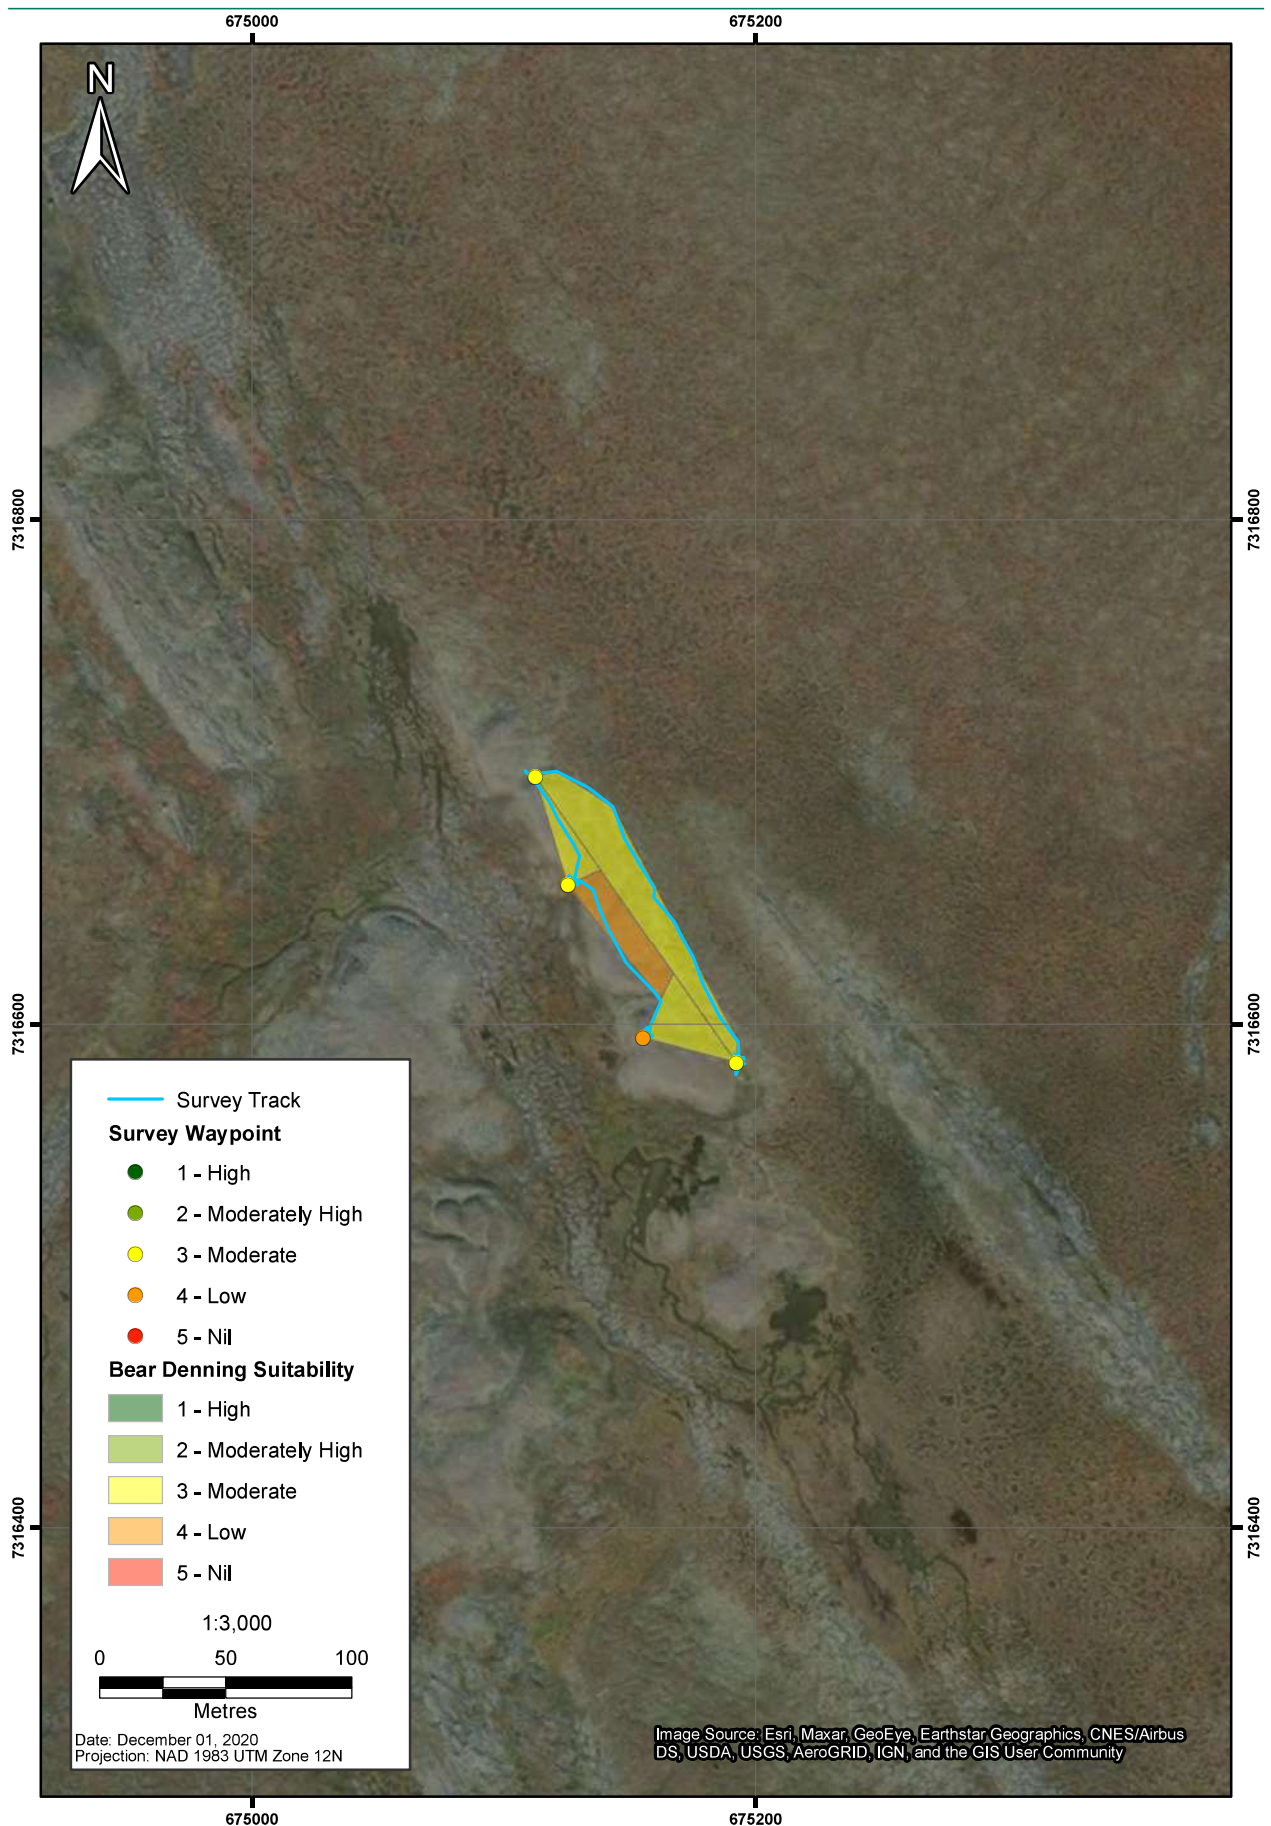 675000
675200
N
7316800
7316800
7316600
7316600
7316400
7316400
Survey Track
Survey Waypoint
1 - High
2 - Moderately High
3 - Moderate
4 - Low
5 - Nil
Bear Denning Suitability
1 - High
2 - Moderately High
3 - Moderate
4 - Low
5 - Nil
1:3,000
0 50 100
Metres
Date: December 01, 2020
Projection: NAD 1983 UTM Zone 12N
Image Source: Esri, Maxar, GeoEye, Earthstar Geographics, CNES/Airbus
DS, USDA, USGS, AeroGRID, IGN, and the GIS User Community
675000
675200